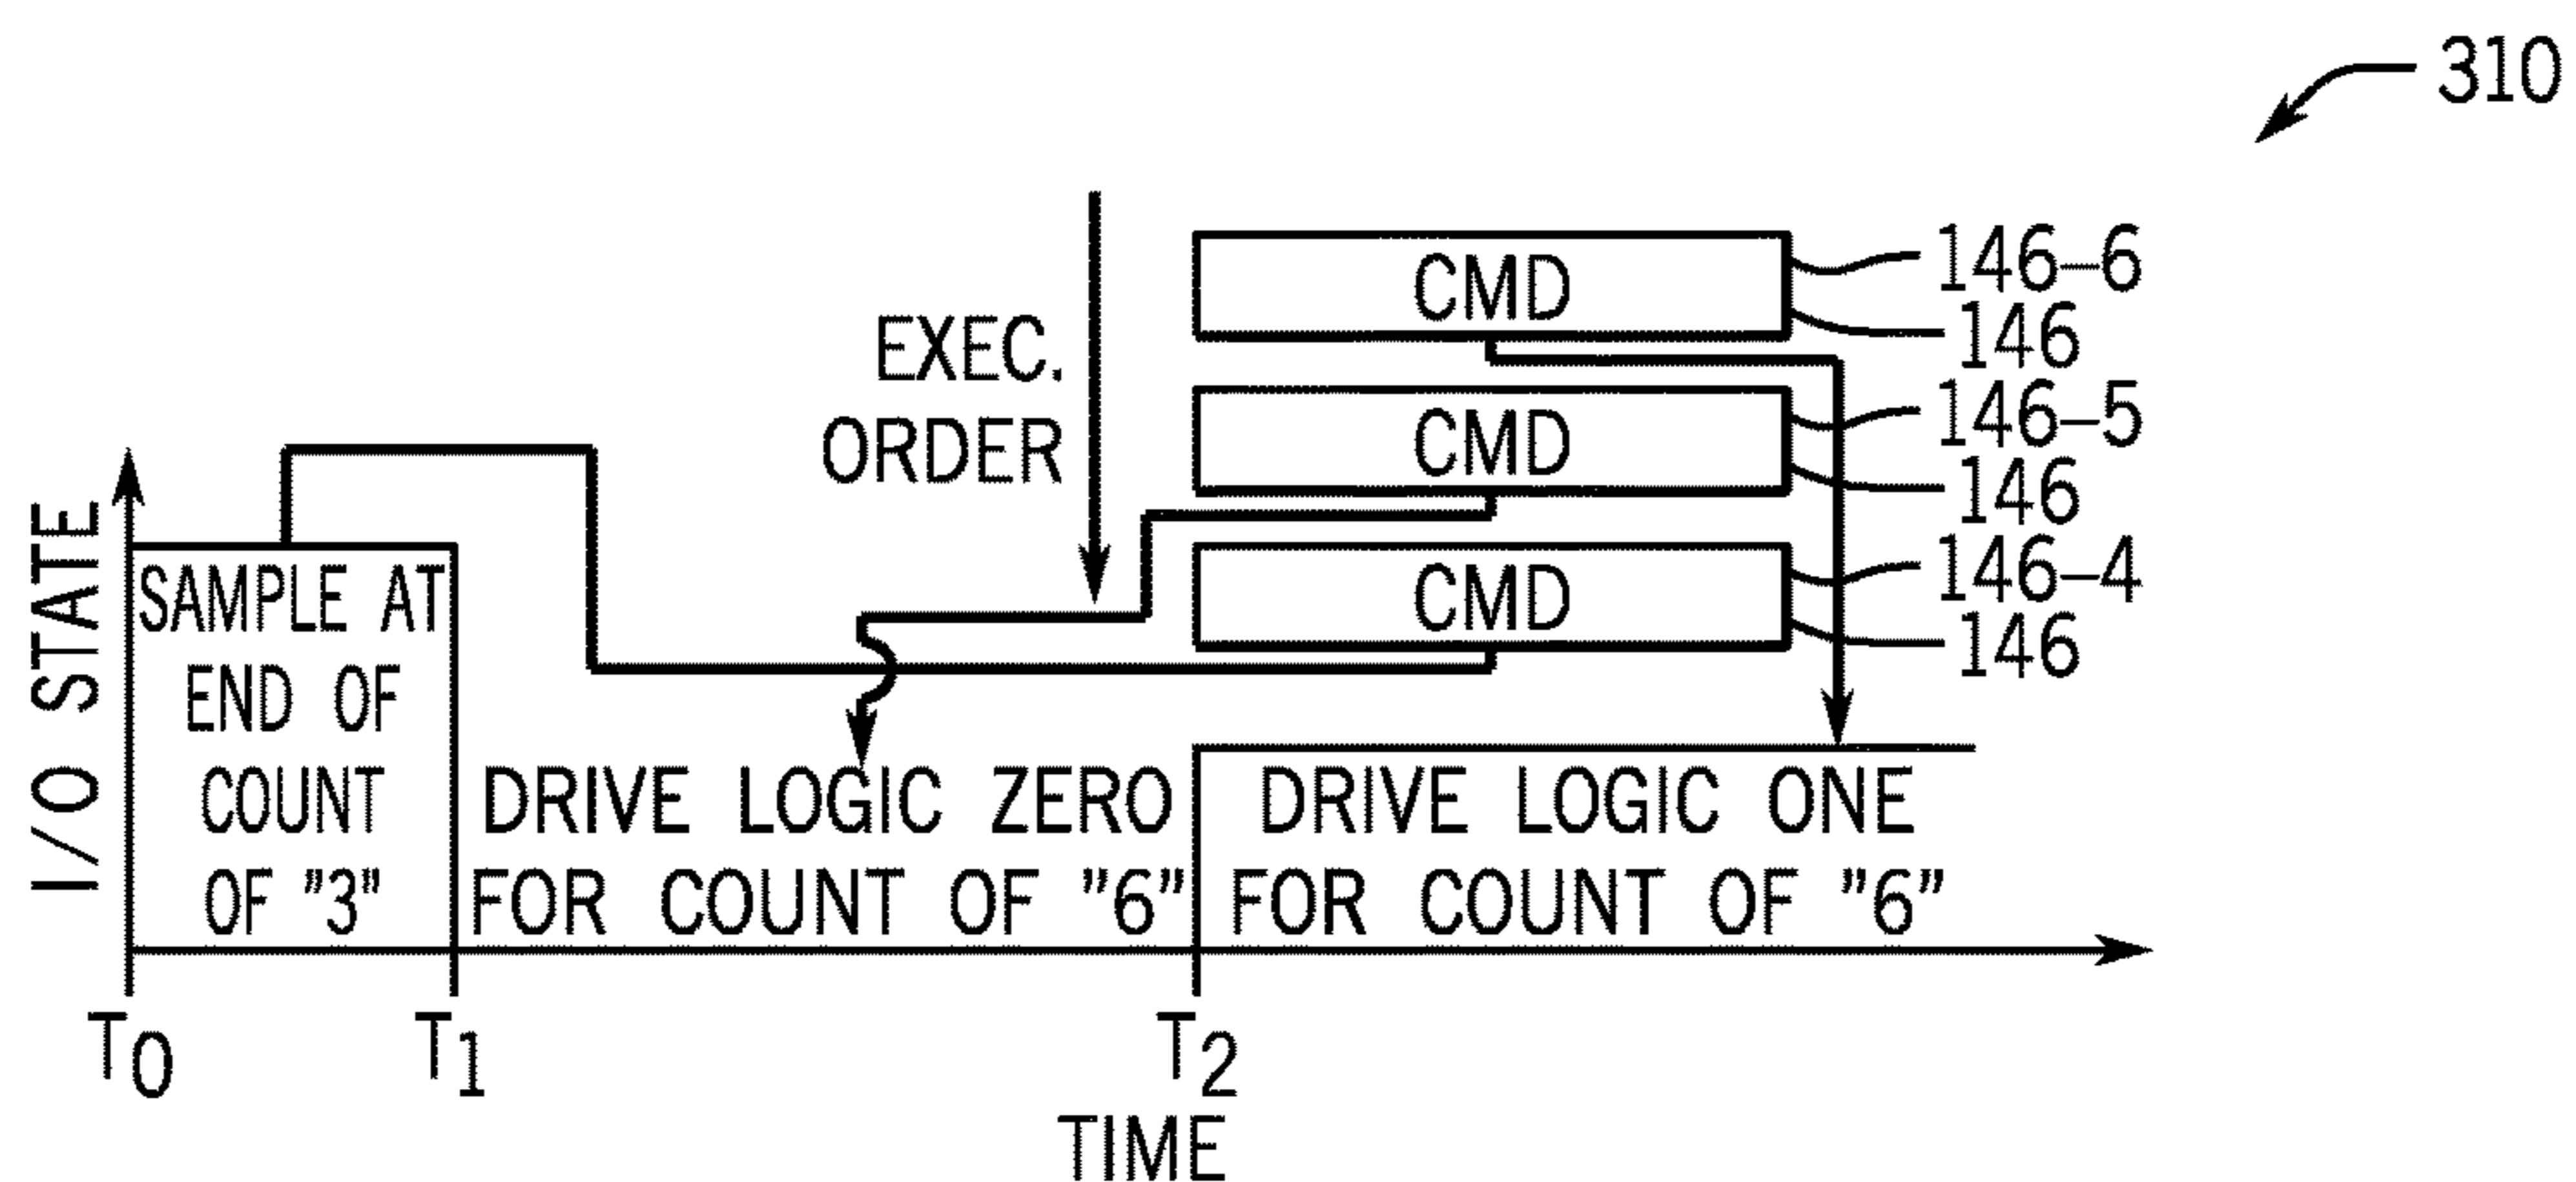 310
CMD
146-6
146
EXEC.
ORDER
CMD
146-5
146
CMD
146-4
146
I/O STATE
SAMPLE AT
END OF
COUNT
OF "3"
DRIVE LOGIC ZERO
FOR COUNT OF "6"
DRIVE LOGIC ONE
FOR COUNT OF "6"
T0
T1
T2
TIME